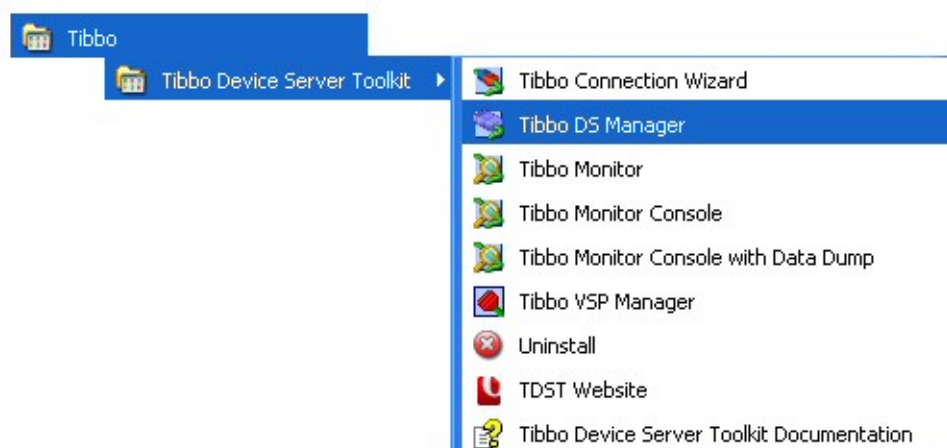 Tibbo
Tibbo Device Server Toolkit
Tibbo Connection Wizard
Tibbo DS Manager
Tibbo Monitor
Tibbo Monitor Console
Tibbo Monitor Console with Data Dump
Tibbo VSP Manager
Uninstall
TDST Website
Tibbo Device Server Toolkit Documentation